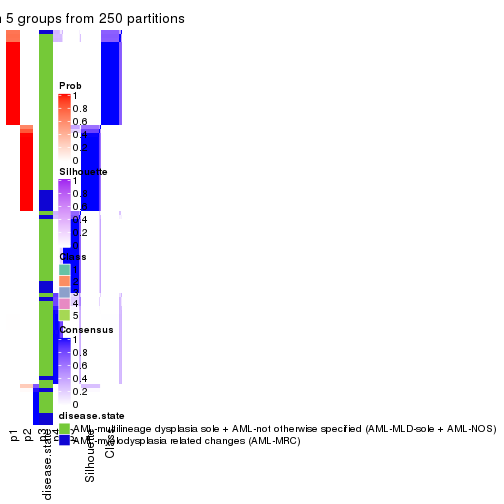 5 groups from 250 partitions
Prob
1
0.8
0.6
0.4
0.2
0
Silhouette
1
0.8
0.6
0.4
0.2
0
Class
3
4
5
Consensus
1
0.8
0.6
0.4
0.2
0
disease.state
AML-multilineage dysplasia sole + AML-not otherwise specified (AML-MLD-sole + AML-NOS)
AML-myelodysplasia related changes (AML-MRC)
p1
p2
p3
disease.state
Silhouette
Class